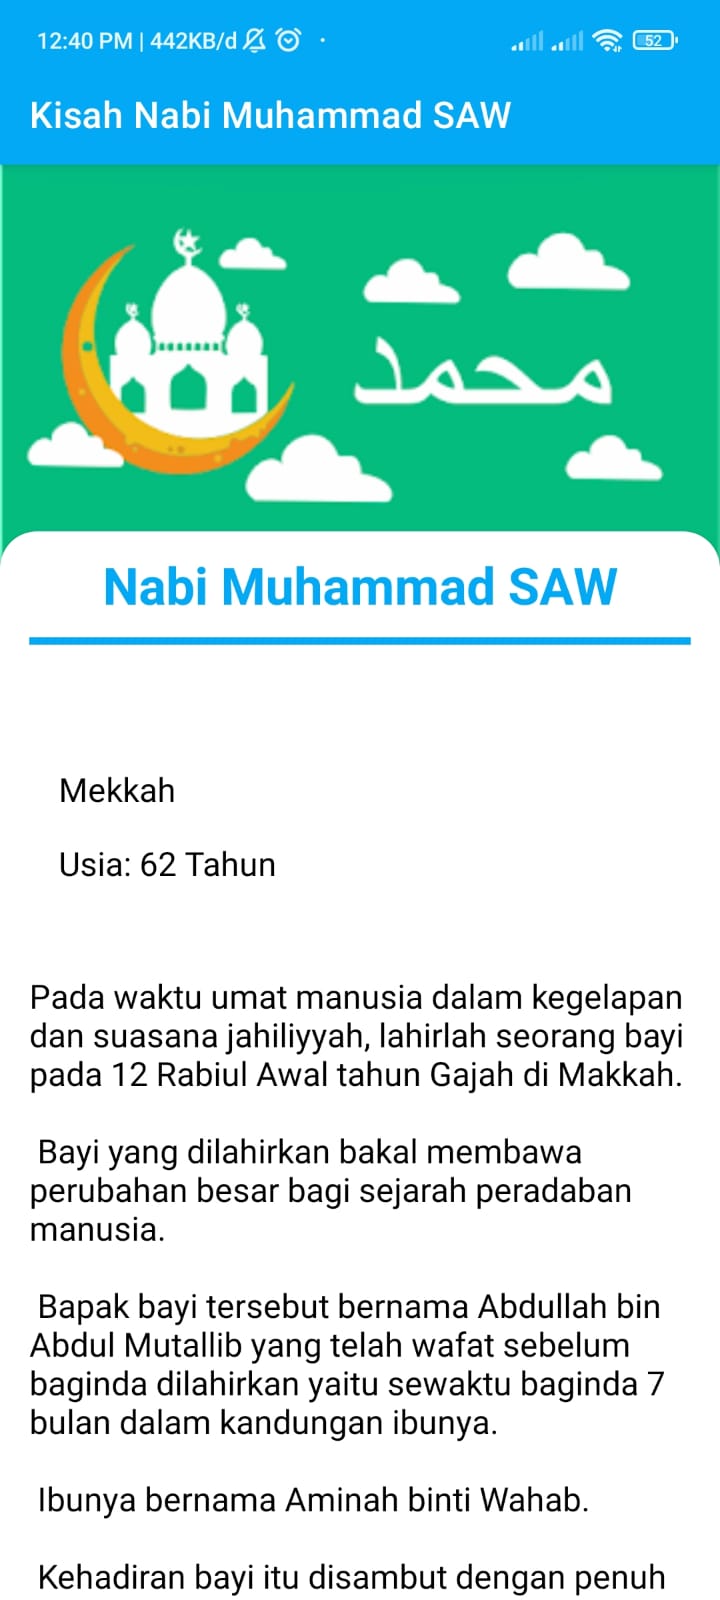 12:40 PM | 442KB/d
52
Kisah Nabi Muhammad SAW
محمد
Nabi Muhammad SAW
Mekkah
Usia: 62 Tahun
Pada waktu umat manusia dalam kegelapan
dan suasana jahiliyyah, lahirlah seorang bayi
pada 12 Rabiul Awal tahun Gajah di Makkah.
Bayi yang dilahirkan bakal membawa
perubahan besar bagi sejarah peradaban
manusia.
Bapak bayi tersebut bernama Abdullah bin
Abdul Mutallib yang telah wafat sebelum
baginda dilahirkan yaitu sewaktu baginda 7
bulan dalam kandungan ibunya.
Ibunya bernama Aminah binti Wahab.
Kehadiran bayi itu disambut dengan penuh